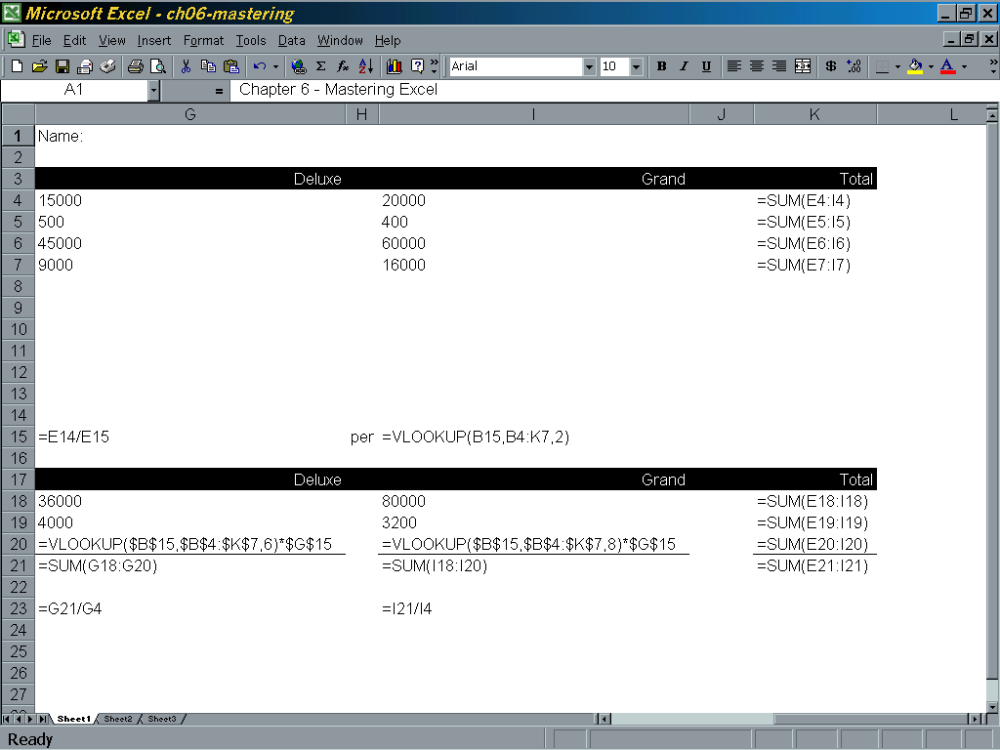 Microsoft Excel - ch06-mastering
File Edit View Insert Format Tools Data Window Help
Arial 10 B I U $
A1 = Chapter 6 - Mastering Excel
G H I J K L
1 Name:
2
3 Deluxe Grand Total
4 15000 20000 =SUM(E4:I4)
5 500 400 =SUM(E5:I5)
6 45000 60000 =SUM(E6:I6)
7 9000 16000 =SUM(E7:I7)
8
9
10
11
12
13
14
15 =E14/E15 per =VLOOKUP(B15,B4:K7,2)
16
17 Deluxe Grand Total
18 36000 80000 =SUM(E18:I18)
19 4000 3200 =SUM(E19:I19)
20 =VLOOKUP($B$15,$B$4:$K$7,6)*$G$15 =VLOOKUP($B$15,$B$4:$K$7,8)*$G$15 =SUM(E20:I20)
21 =SUM(G18:G20) =SUM(I18:I20) =SUM(E21:I21)
22
23 =G21/G4 =I21/I4
24
25
26
27
Sheet1 Sheet2 Sheet3
Ready